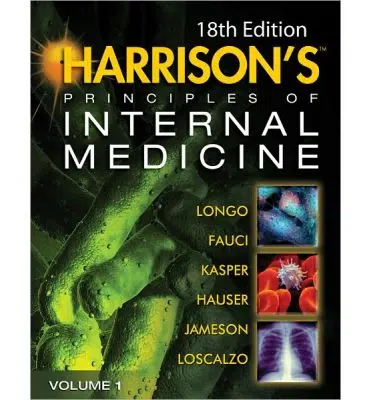 18th Edition
HARRISON'S™
PRINCIPLES OF
INTERNAL
MEDICINE
LONGO
FAUCI
KASPER
HAUSER
JAMESON
LOSCALZO
VOLUME 1